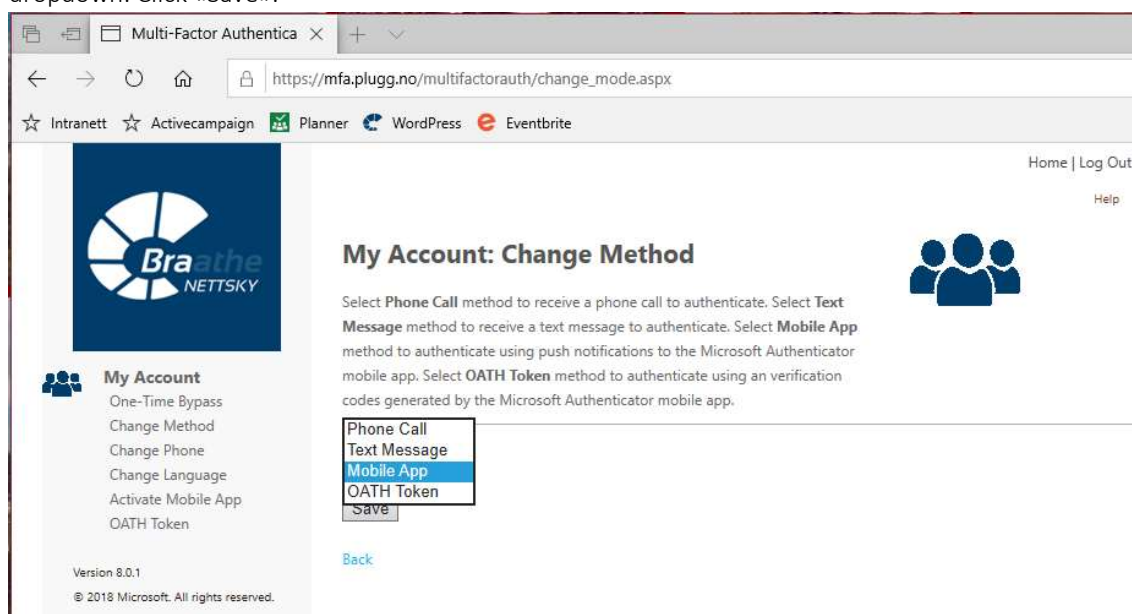 dropdown. Click «Save».
Multi-Factor Authentica
https://mfa.plugg.no/multifactorauth/change_mode.aspx
Intranett Activecampaign Planner WordPress Eventbrite
Home | Log Out
Help
Braathe
NETTSKY
My Account: Change Method
Select Phone Call method to receive a phone call to authenticate. Select Text
Message method to receive a text message to authenticate. Select Mobile App
method to authenticate using push notifications to the Microsoft Authenticator
mobile app. Select OATH Token method to authenticate using an verification
codes generated by the Microsoft Authenticator mobile app.
Phone Call
Text Message
Mobile App
OATH Token
Save
Back
My Account
One-Time Bypass
Change Method
Change Phone
Change Language
Activate Mobile App
OATH Token
Version 8.0.1
© 2018 Microsoft. All rights reserved.